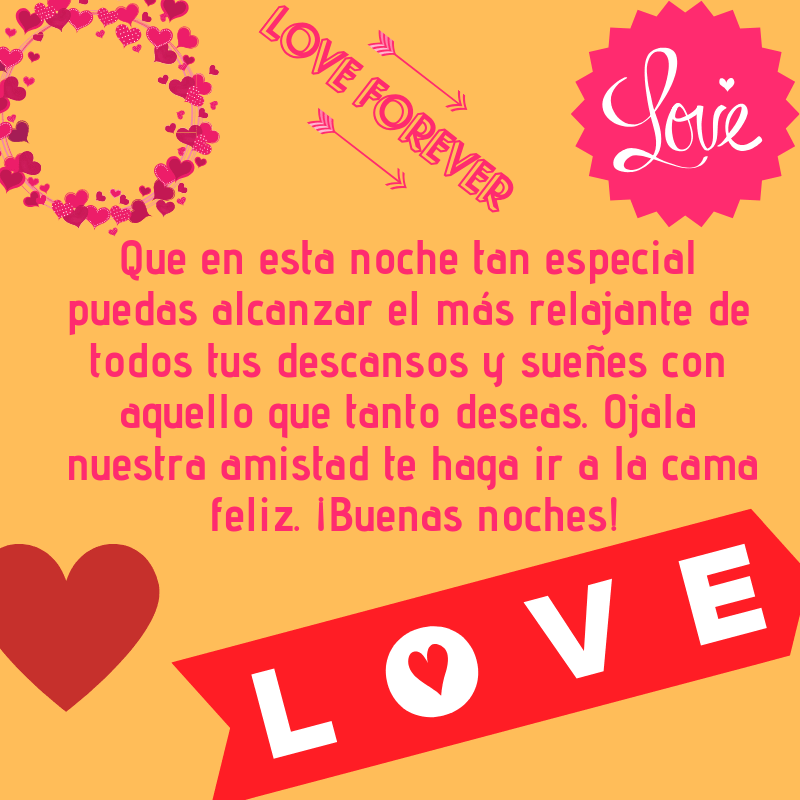 LOVE FOREVER
Love
Que en esta noche tan especial
puedas alcanzar el más relajante de
todos tus descansos y sueñes con
aquello que tanto deseas. Ojala
nuestra amistad te haga ir a la cama
feliz. ¡Buenas noches!
LOVE